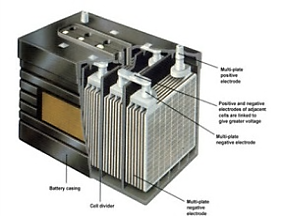 Multi-plate
positive
electrode
Positive and negative
electrodes of adjacent
cells are linked to
give greater voltage
Multi-plate
negative electrode
Multi-plate
negative
electrode
Cell divider
Battery casing